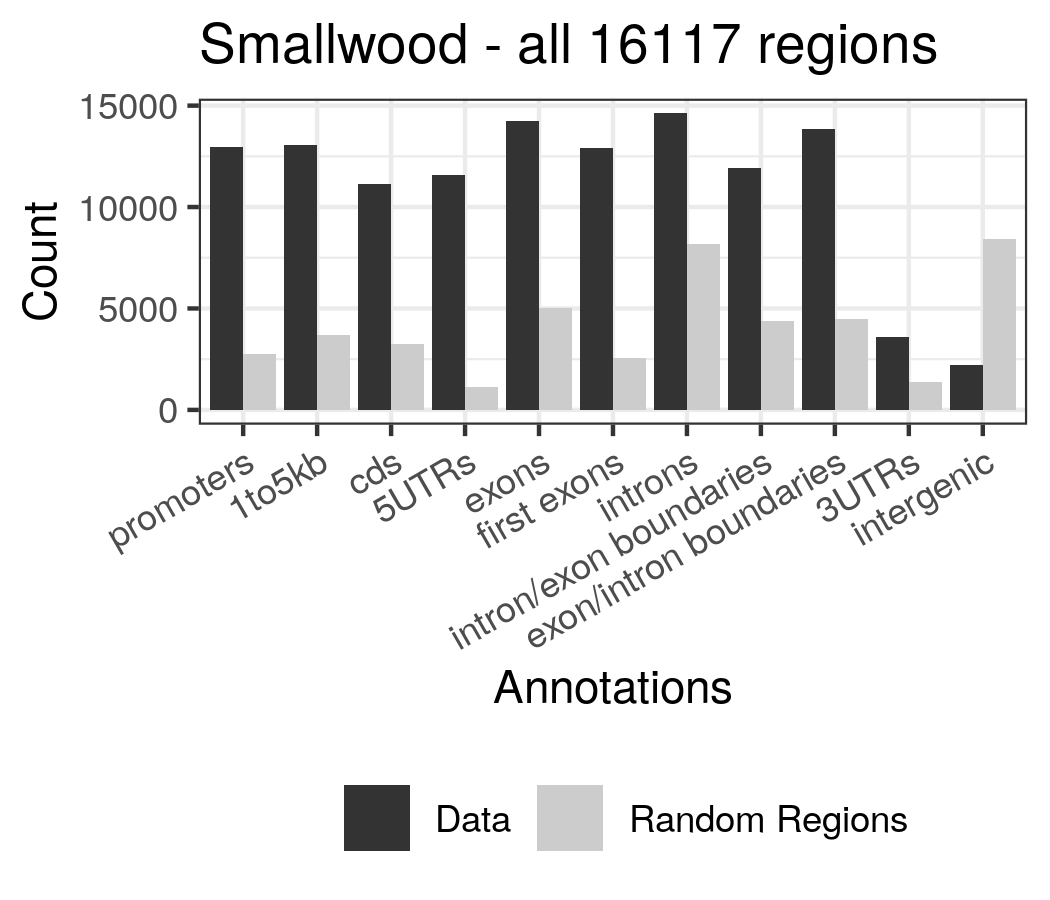 Smallwood - all 16117 regions
Count
15000
10000
5000
0
promoters
1to5kb
cds
5UTRs
exons
first exons
introns
intron/exon boundaries
exon/intron boundaries
3UTRs
intergenic
Annotations
Data
Random Regions